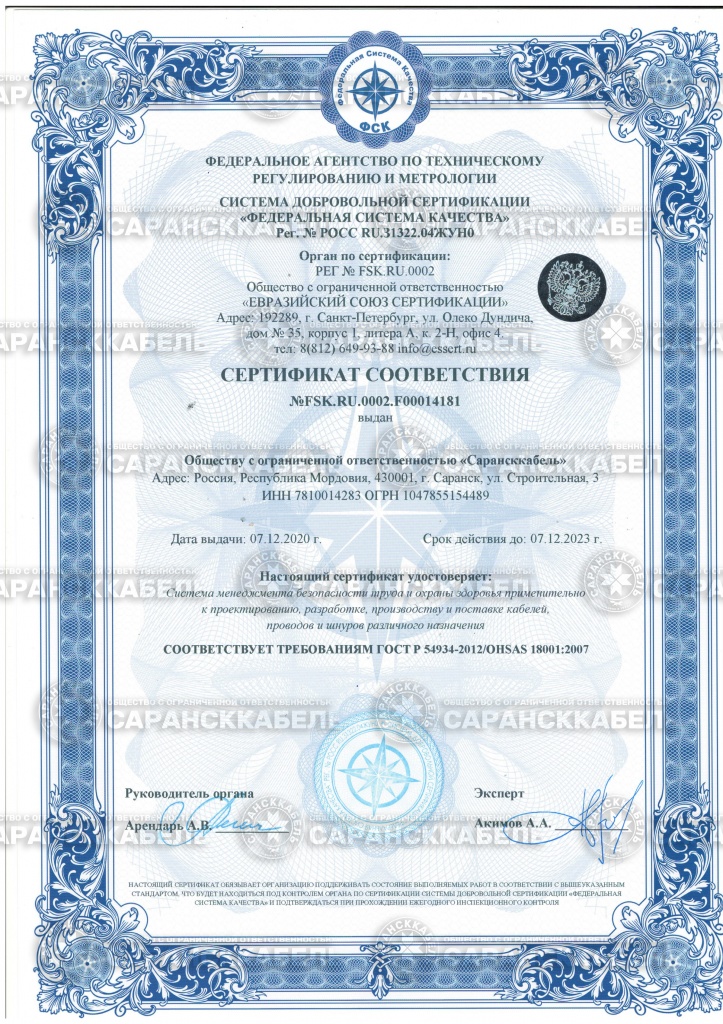 Федеральная Система Качества
ФСК
ФЕДЕРАЛЬНОЕ АГЕНТСТВО ПО ТЕХНИЧЕСКОМУ
РЕГУЛИРОВАНИЮ И МЕТРОЛОГИИ
СИСТЕМА ДОБРОВОЛЬНОЙ СЕРТИФИКАЦИИ
«ФЕДЕРАЛЬНАЯ СИСТЕМА КАЧЕСТВА»
Рег. № РОСС RU.31322.04ЖУН0
Орган по сертификации:
РЕГ № FSK.RU.0002
Общество с ограниченной ответственностью
«ЕВРАЗИЙСКИЙ СОЮЗ СЕРТИФИКАЦИИ»
Адрес: 192289, г. Санкт-Петербург, ул. Олеко Дундича,
дом № 35, корпус 1, литера А, к. 2-Н, офис 4.
тел: 8(812) 649-93-88 info@cssert.ru
СЕРТИФИКАТ СООТВЕТСТВИЯ
№FSK.RU.0002.F00014181
выдан
Обществу с ограниченной ответственностью «Сарансккабель»
Адрес: Россия, Республика Мордовия, 430001, г. Саранск, ул. Строительная, 3
ИНН 7810014283 ОГРН 1047855154489
Дата выдачи: 07.12.2020 г. Срок действия до: 07.12.2023 г.
Настоящий сертификат удостоверяет:
Система менеджмента безопасности труда и охраны здоровья применительно
к проектированию, разработке, производству и поставке кабелей,
проводов и шнуров различного назначения
СООТВЕТСТВУЕТ ТРЕБОВАНИЯМ ГОСТ Р 54934-2012/OHSAS 18001:2007
Руководитель органа Эксперт
Арендарь А.В. Акимов А.А.
НАСТОЯЩИЙ СЕРТИФИКАТ ОБЯЗЫВАЕТ ОРГАНИЗАЦИЮ ПОДДЕРЖИВАТЬ СОСТОЯНИЕ ВЫПОЛНЯЕМЫХ РАБОТ В СООТВЕТСТВИИ С ВЫШЕУКАЗАННЫМ
СТАНДАРТОМ, ЧТО БУДЕТ НАХОДИТЬСЯ ПОД КОНТРОЛЕМ ОРГАНА ПО СЕРТИФИКАЦИИ СИСТЕМЫ ДОБРОВОЛЬНОЙ СЕРТИФИКАЦИИ «ФЕДЕРАЛЬНАЯ
СИСТЕМА КАЧЕСТВА» И ПОДТВЕРЖДАТЬСЯ ПРИ ПРОХОЖДЕНИИ ЕЖЕГОДНОГО ИНСПЕКЦИОННОГО КОНТРОЛЯ
ОБЩЕСТВО С ОГРАНИЧЕННОЙ ОТВЕТСТВЕННОСТЬЮ
САРАНСККАБЕЛЬ